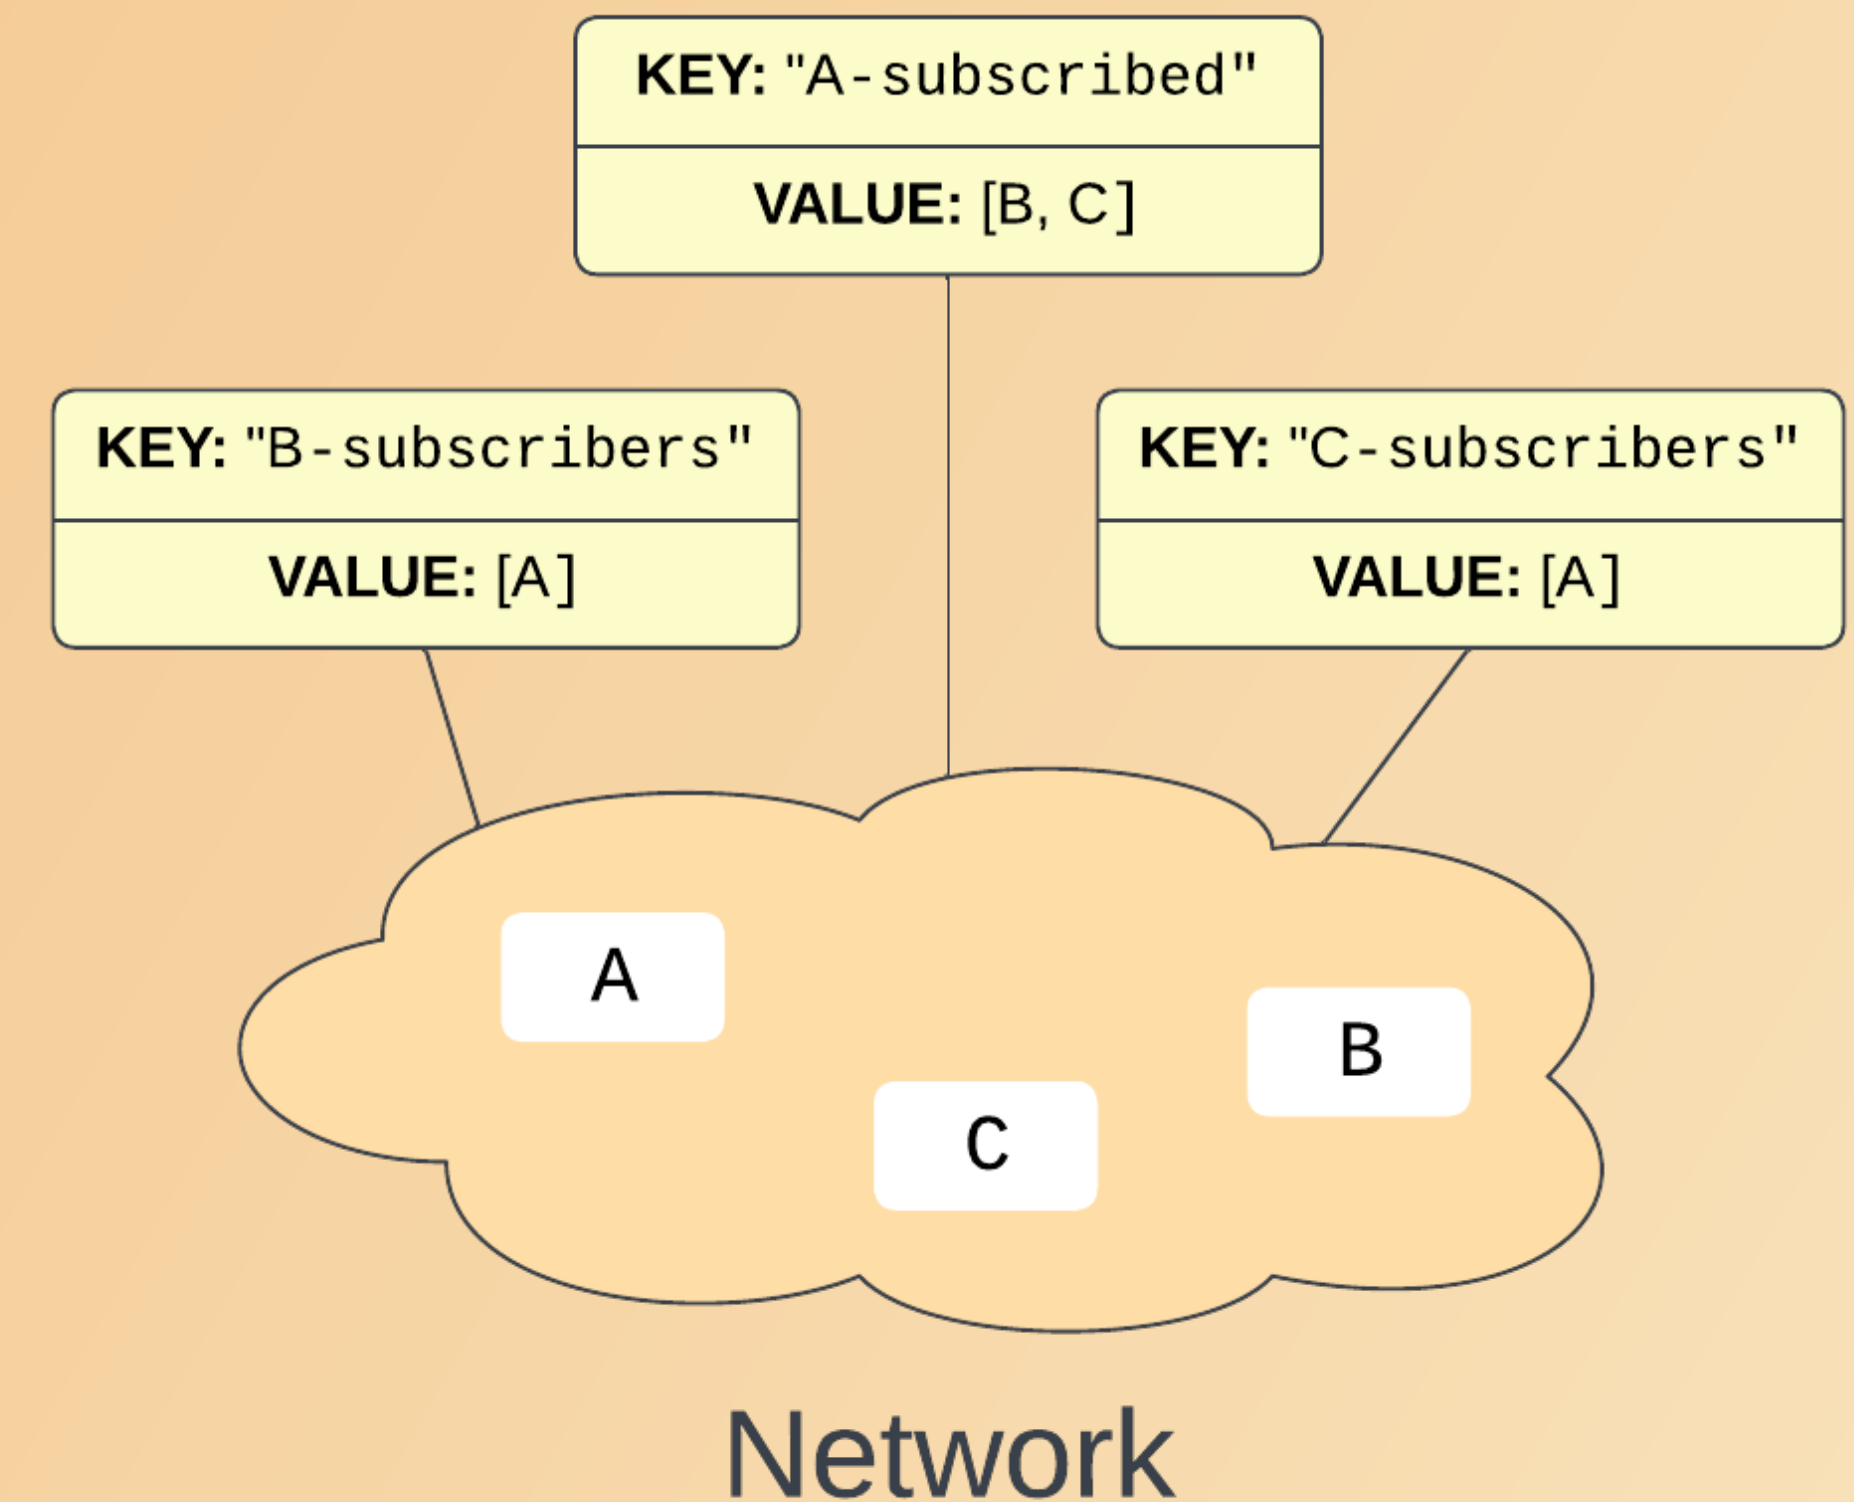 KEY: "A-subscribed"
VALUE: [B, C]
KEY: "B-subscribers"
VALUE: [A]
KEY: "C-subscribers"
VALUE: [A]
A
B
C
Network